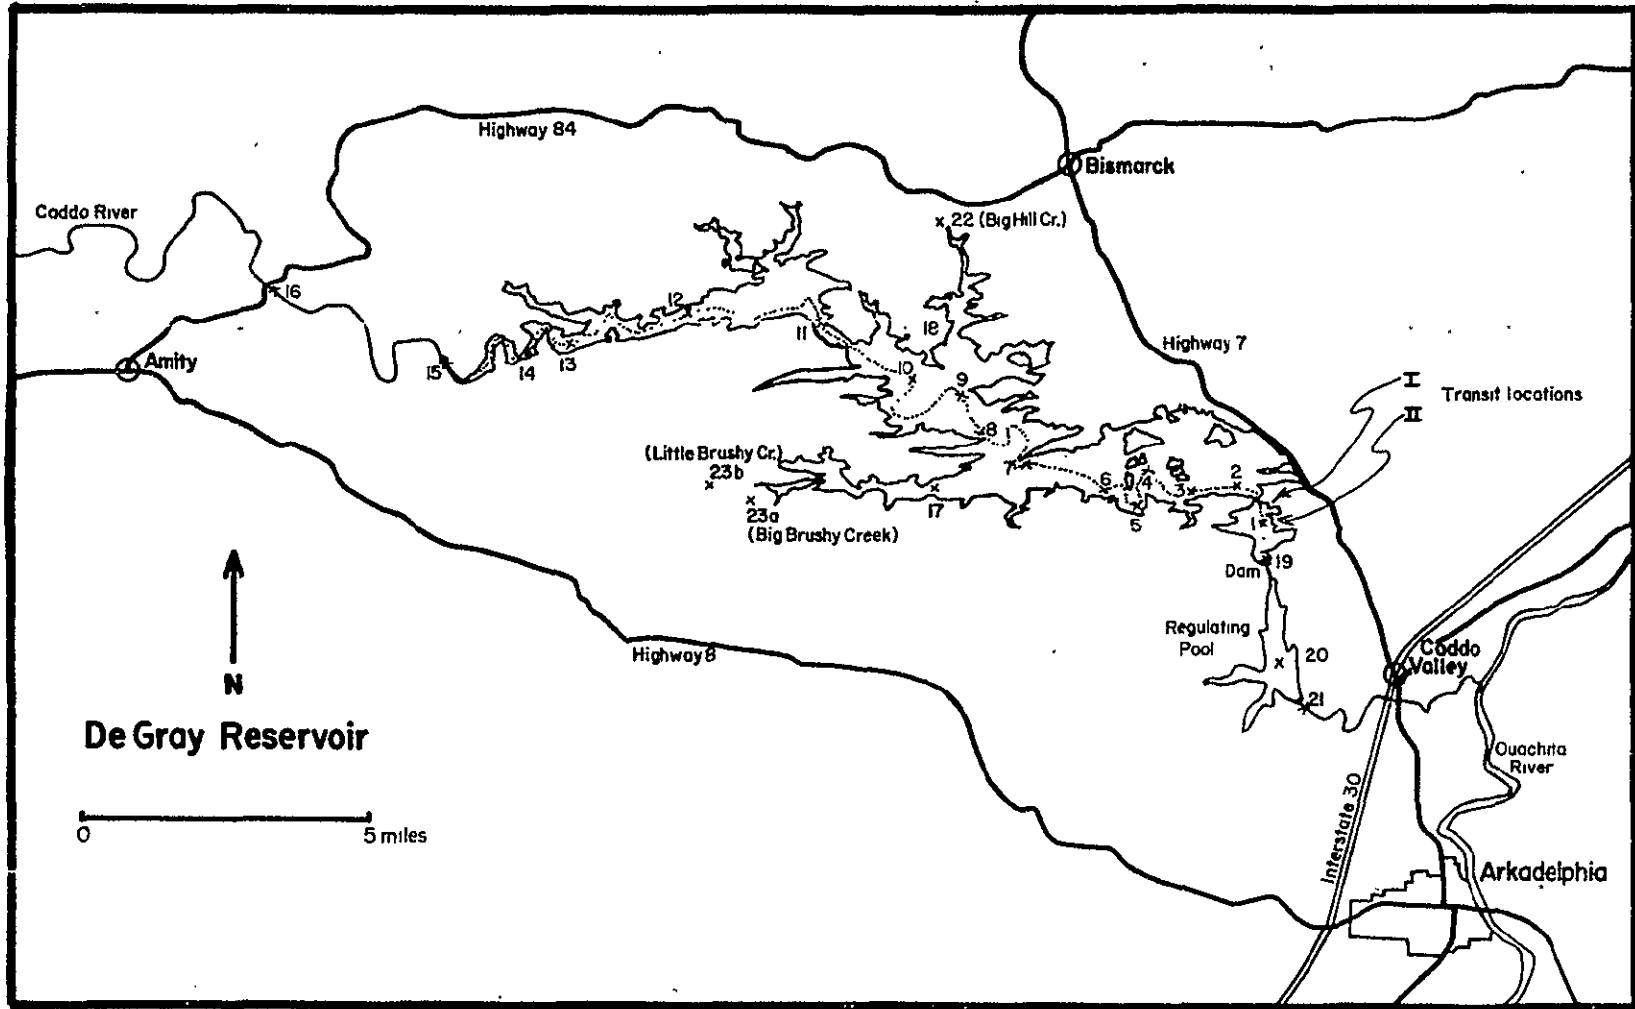 Highway 84
Bismarck
Caddo River
22 (Big Hill Cr.)
16
12
18
11
Highway 7
13
14
15
Amity
10
9
I
Transit locations
II
8
(Little Brushy Cr.)
23b
7
6
4
3
2
17
5
1
23a
(Big Brushy Creek)
19
Dam
Regulating
Pool
20
21
Caddo
Valley
Highway 8
N
De Gray Reservoir
0
5 miles
Ouachita
River
Interstate 30
Arkadelphia